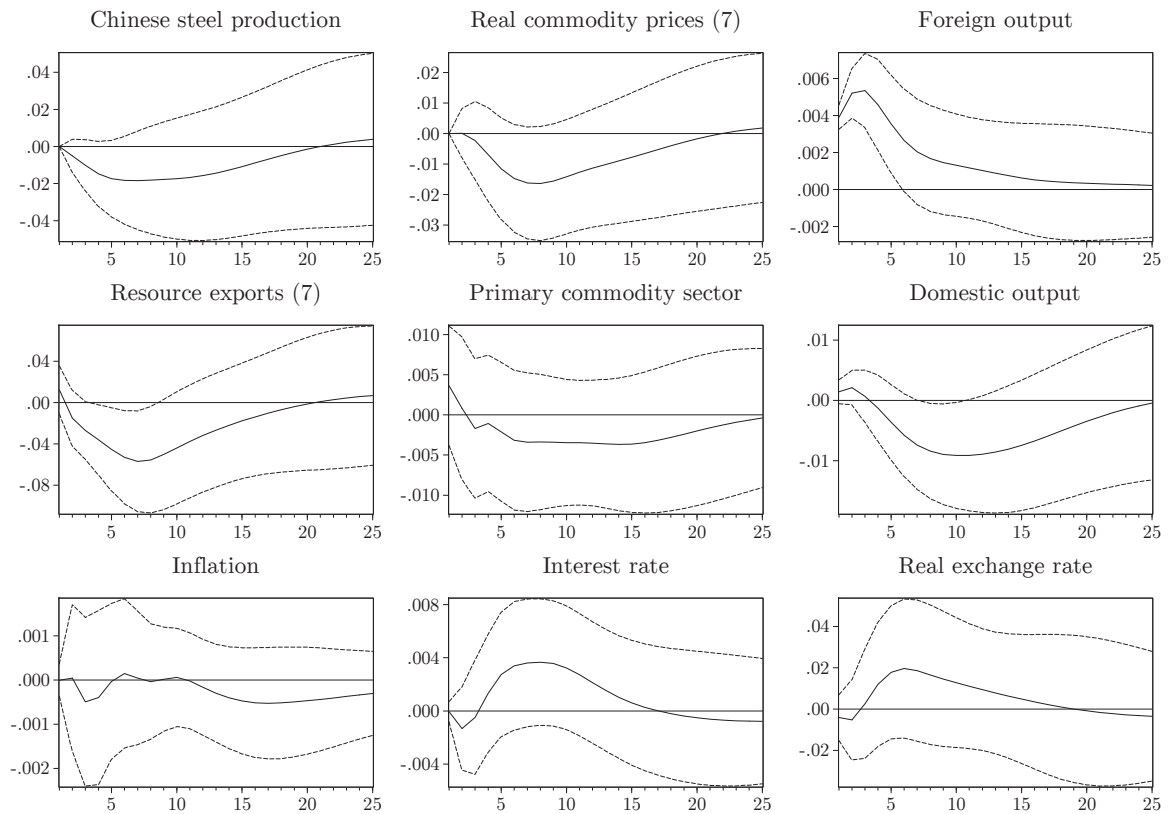 Chinese steel production
Real commodity prices (7)
Foreign output
.04
.02
.00
-.02
-.04
5 10 15 20 25
.02
.01
.00
-.01
-.02
-.03
5 10 15 20 25
.006
.004
.002
.000
-.002
5 10 15 20 25
Resource exports (7)
Primary commodity sector
Domestic output
.04
.00
-.04
-.08
5 10 15 20 25
.010
.005
.000
-.005
-.010
5 10 15 20 25
.01
.00
-.01
5 10 15 20 25
Inflation
Interest rate
Real exchange rate
.001
.000
-.001
-.002
5 10 15 20 25
.008
.004
.000
-.004
5 10 15 20 25
.04
.02
.00
-.02
5 10 15 20 25